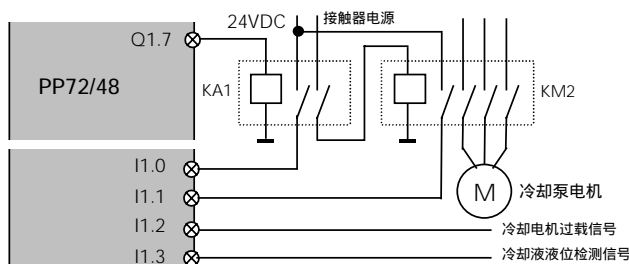 24VDC
接触器电源
Q1.7
PP72/48
KA1
KM2
I1.0
I1.1
M
冷却泵电机
I1.2
冷却电机过载信号
I1.3
冷却液液位检测信号